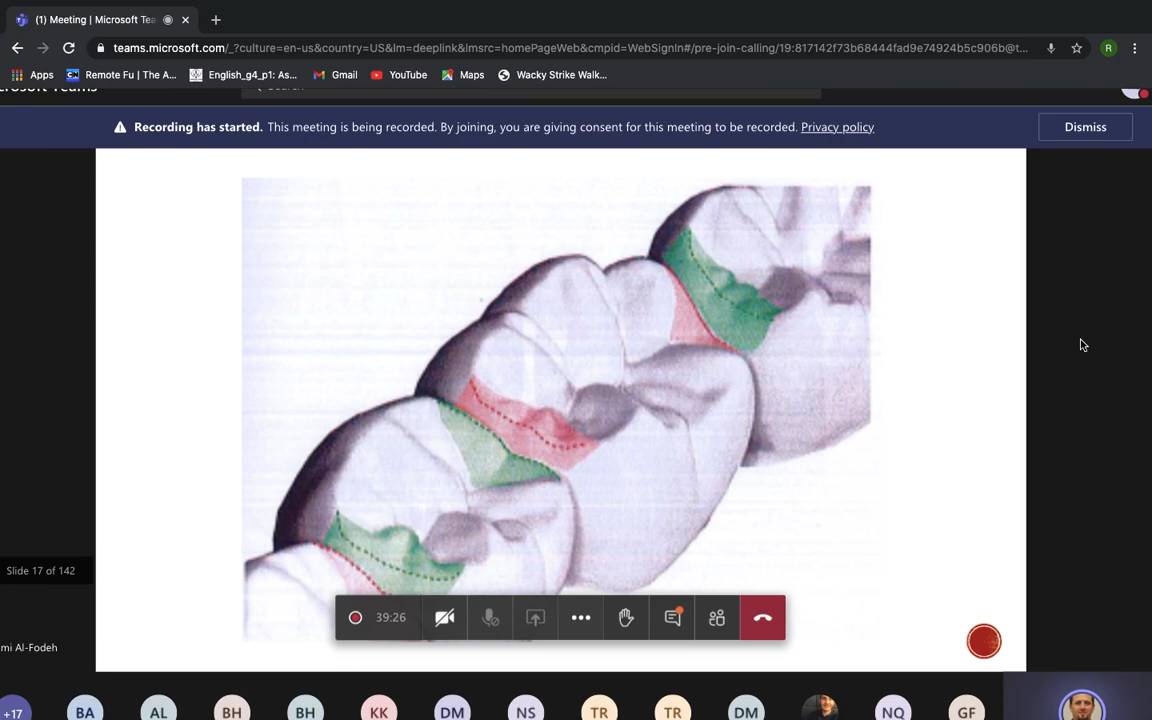 (1) Meeting | Microsoft Tea
teams.microsoft.com/_?culture=en-us&country=US&lm=deeplink&lmsrc=homePageWeb&cmpid=WebSignIn#/pre-join-calling/19:817142f73b68444fad9e74924b5c906b@t...
R
Apps
Remote Fu | The A...
English_g4_p1: As...
Gmail
YouTube
Maps
Wacky Strike Walk...
Recording has started. This meeting is being recorded. By joining, you are giving consent for this meeting to be recorded. Privacy policy
Dismiss
Slide 17 of 142
39:26
mi Al-Fodeh
+17
BA
AL
BH
BH
KK
DM
NS
TR
TR
DM
NQ
GF